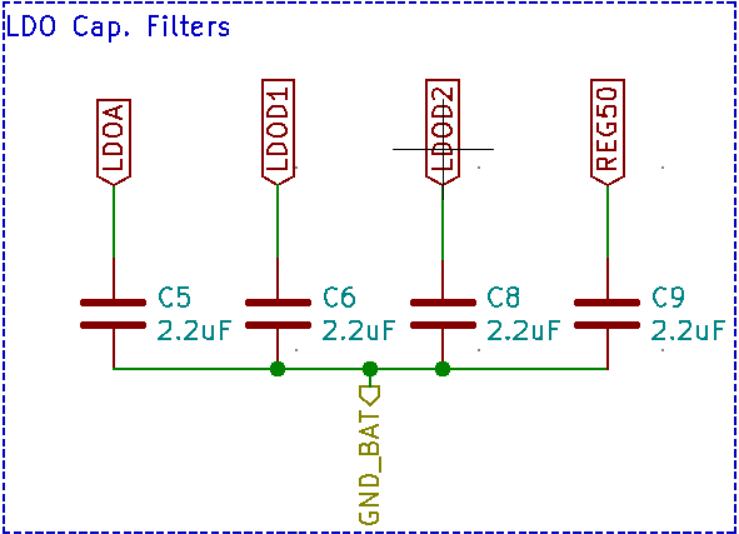 LDO Cap. Filters
LDOA
LDOD1
LDOD2
REG50
C5
2.2uF
C6
2.2uF
C8
2.2uF
C9
2.2uF
GND_BAT